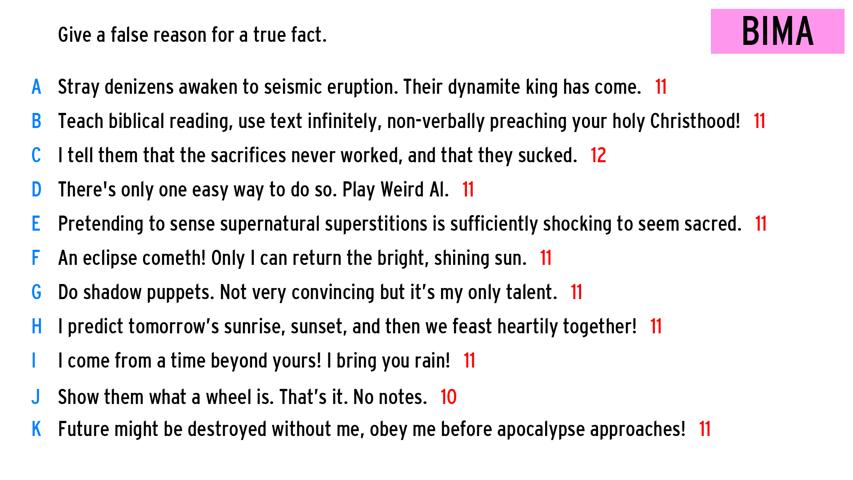 Give a false reason for a true fact.
BIMA
A Stray denizens awaken to seismic eruption. Their dynamite king has come. 11
B Teach biblical reading, use text infinitely, non-verbally preaching your holy Christhood! 11
C I tell them that the sacrifices never worked, and that they sucked. 12
D There's only one easy way to do so. Play Weird Al. 11
E Pretending to sense supernatural superstitions is sufficiently shocking to seem sacred. 11
F An eclipse cometh! Only I can return the bright, shining sun. 11
G Do shadow puppets. Not very convincing but it's my only talent. 11
H I predict tomorrow's sunrise, sunset, and then we feast heartily together! 11
I I come from a time beyond yours! I bring you rain! 11
J Show them what a wheel is. That's it. No notes. 10
K Future might be destroyed without me, obey me before apocalypse approaches! 11